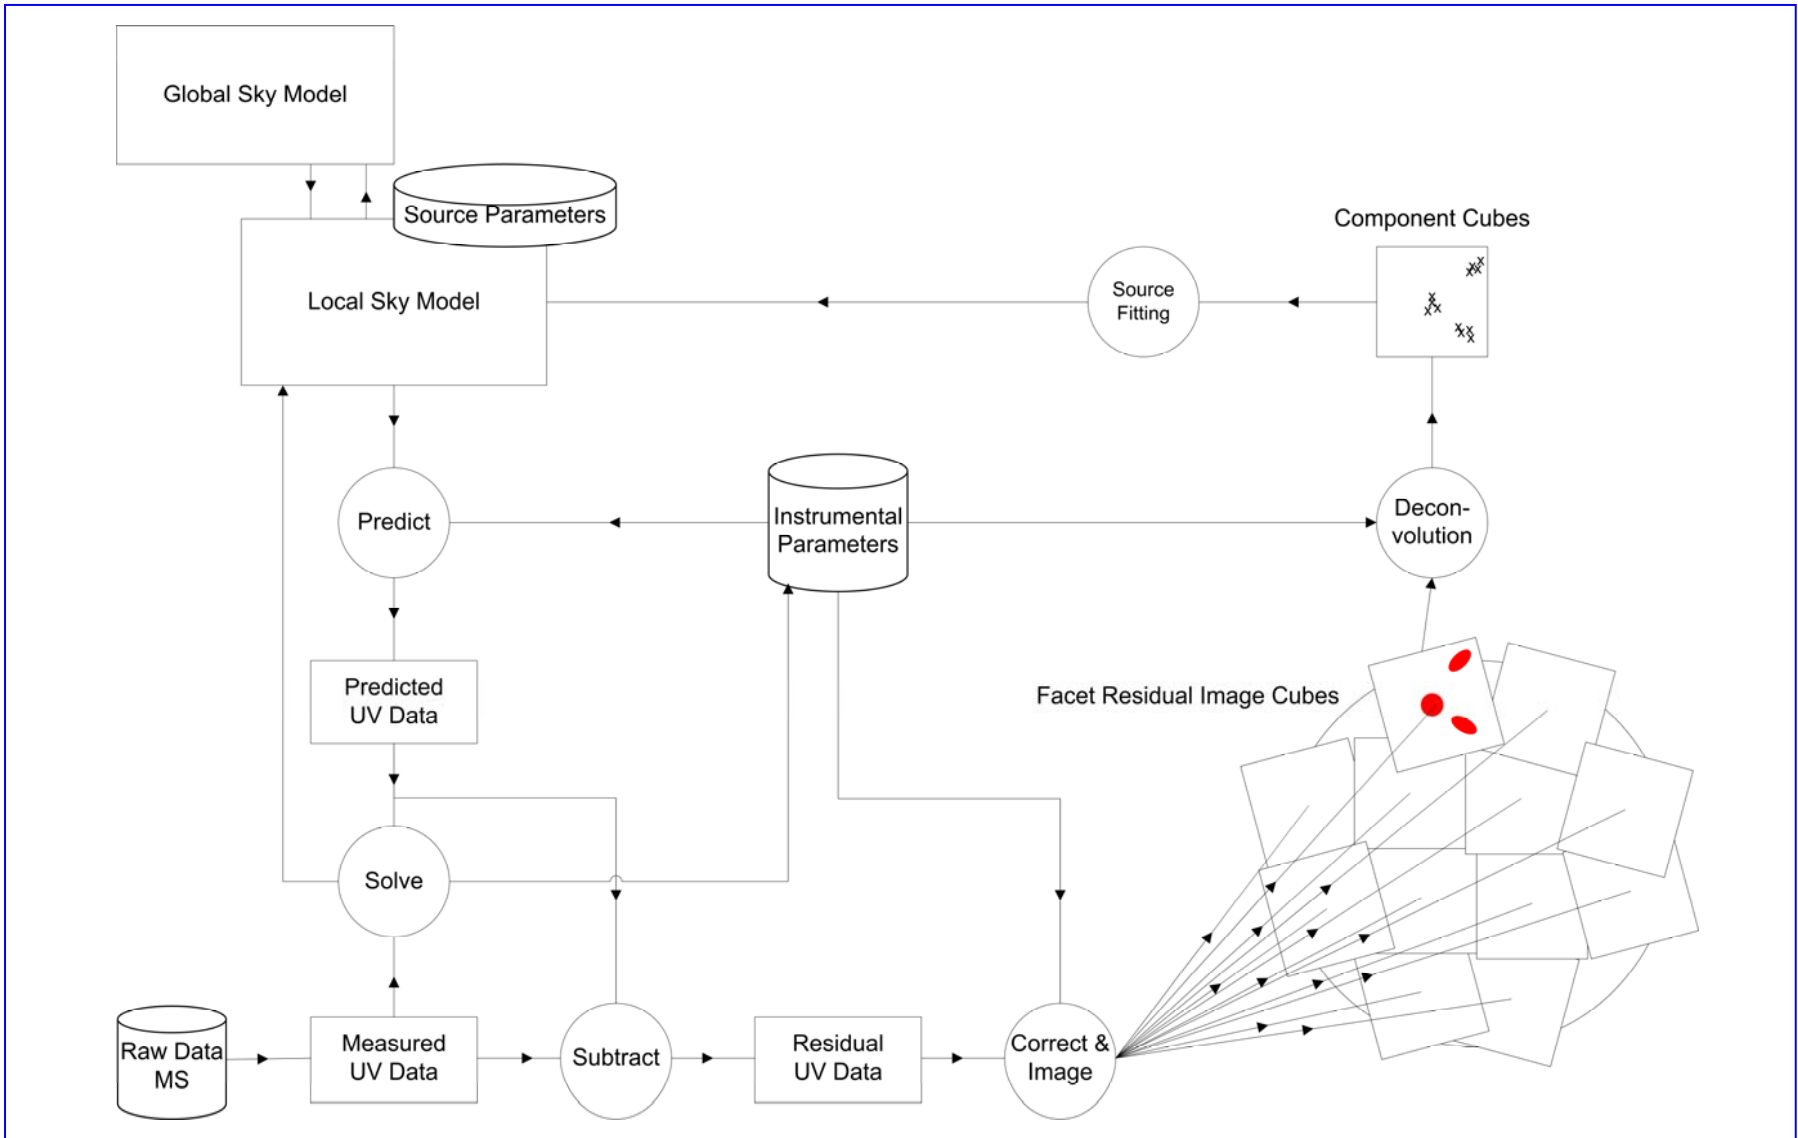 Global Sky Model
Source Parameters
Component Cubes
Local Sky Model
Source
Fitting
Predict
Instrumental
Parameters
Decon-
volution
Predicted
UV Data
Facet Residual Image Cubes
Solve
Raw Data
MS
Measured
UV Data
Subtract
Residual
UV Data
Correct &
Image